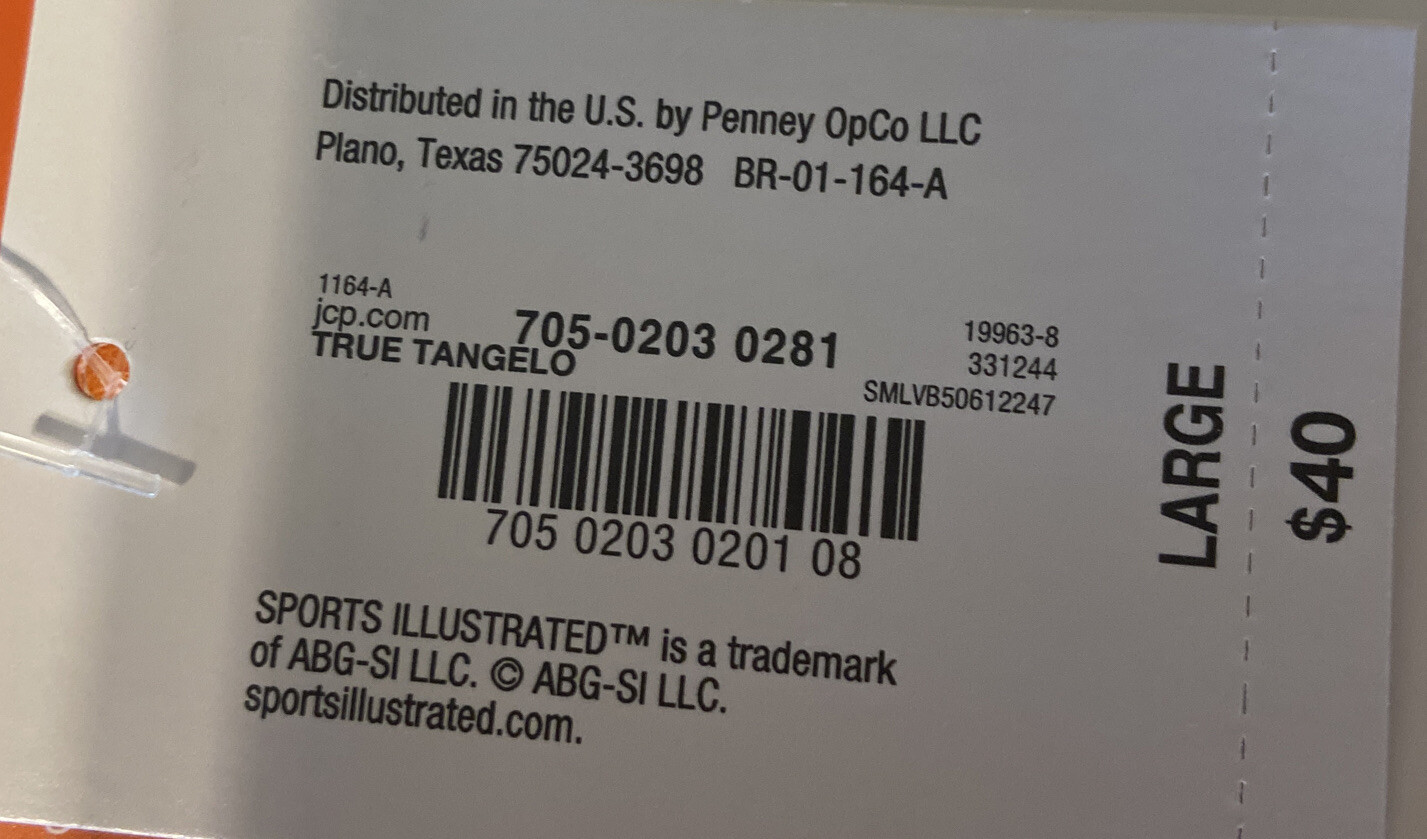 Distributed in the U.S. by Penney OpCo LLC
Plano, Texas 75024-3698 BR-01-164-A
1164-A
jcp.com 705-0203 0281 19963-8
TRUE TANGELO 331244
SMLVB50612247
705 0203 0201 08
SPORTS ILLUSTRATED™ is a trademark
of ABG-SI LLC. © ABG-SI LLC.
sportsillustrated.com.
LARGE
$40